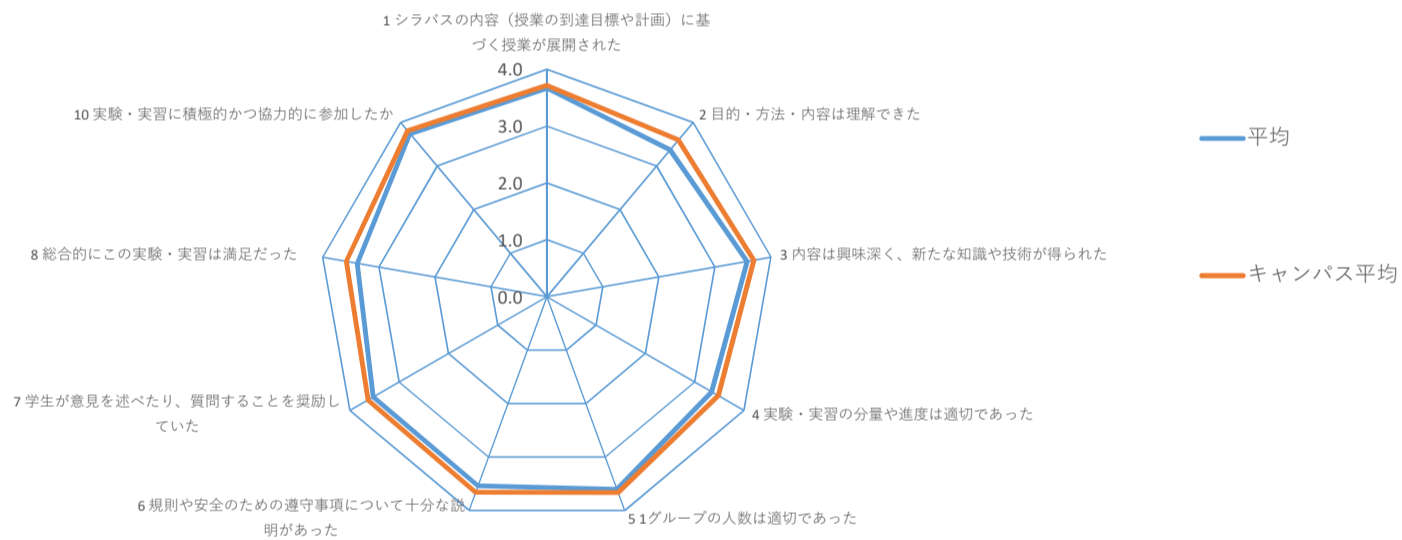 1 シラバスの内容（授業の到達目標や計画）に基
づく授業が展開された
4.0
3.0
2.0
1.0
0.0
2 目的・方法・内容は理解できた
3 内容は興味深く、新たな知識や技術が得られた
4 実験・実習の分量や進度は適切であった
5 1グループの人数は適切であった
6 規則や安全のための遵守事項について十分な説
明があった
7 学生が意見を述べたり、質問することを奨励し
ていた
8 総合的にこの実験・実習は満足だった
10 実験・実習に積極的かつ協力的に参加したか
平均
キャンパス平均